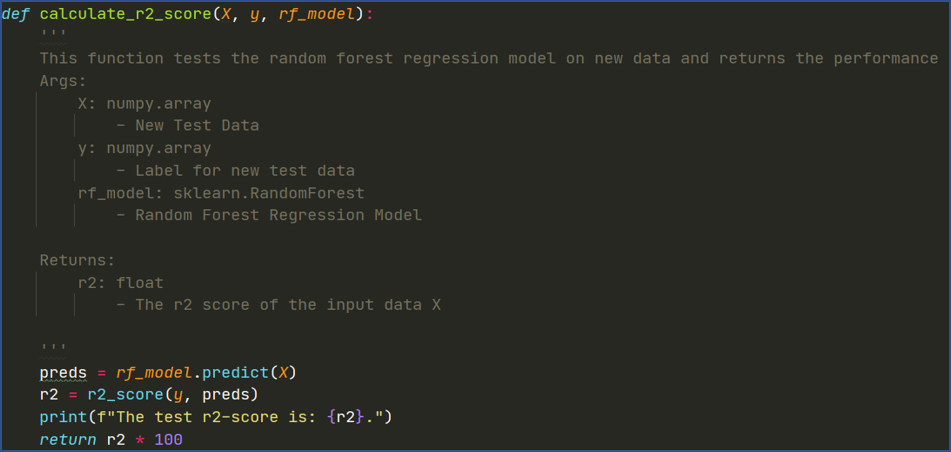 def calculate_r2_score(X, y, rf_model):
    '''
    This function tests the random forest regression model on new data and returns the performance
    Args:
        X: numpy.array
            - New Test Data
        y: numpy.array
            - Label for new test data
        rf_model: sklearn.RandomForest
            - Random Forest Regression Model
    Returns:
        r2: float
            - The r2 score of the input data X
    '''
    preds = rf_model.predict(X)
    r2 = r2_score(y, preds)
    print(f"The test r2-score is: {r2}.")
    return r2 * 100